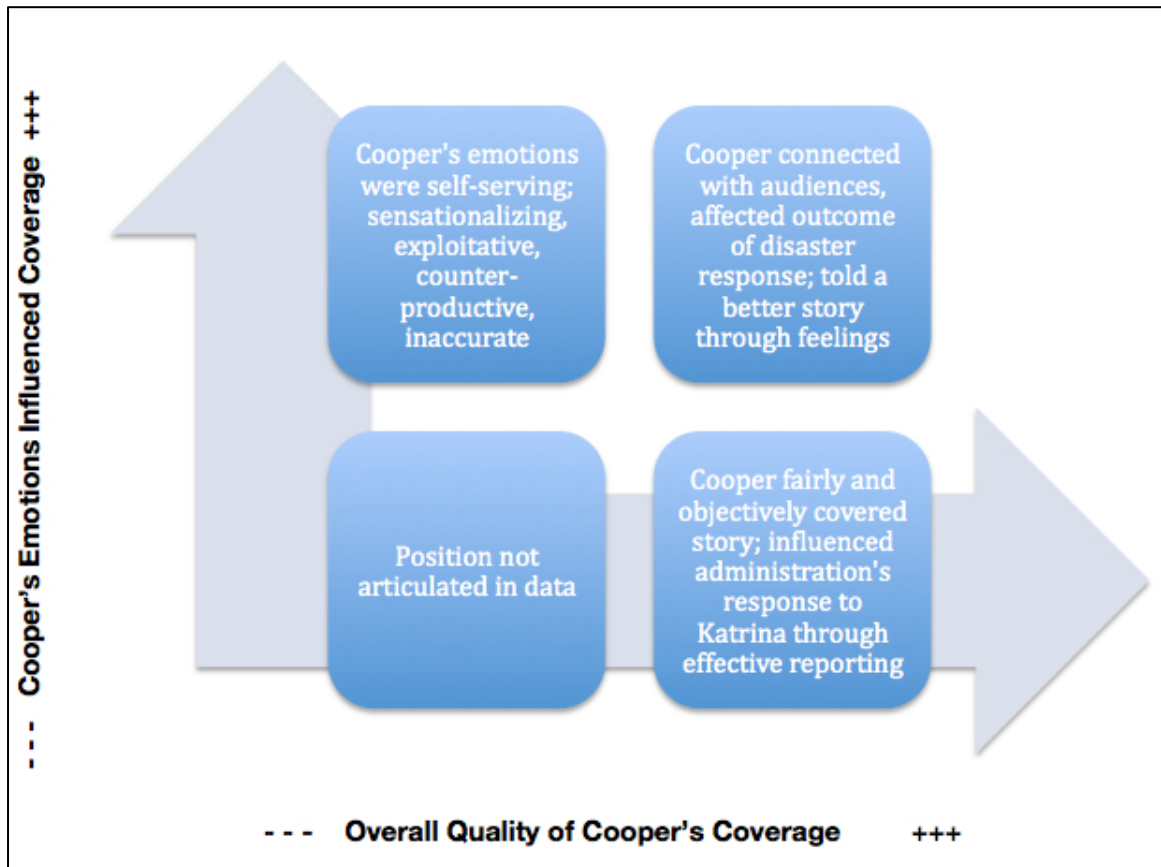 --- Cooper's Emotions Influenced Coverage +++
Cooper's emotions
were self-serving;
sensationalizing,
exploitative,
counter-
productive,
inaccurate
Cooper connected
with audiences,
affected outcome
of disaster
response; told a
better story
through feelings
Position not
articulated in data
Cooper fairly and
objectively covered
story; influenced
administration's
response to
Katrina through
effective reporting
- - - Overall Quality of Cooper's Coverage +++